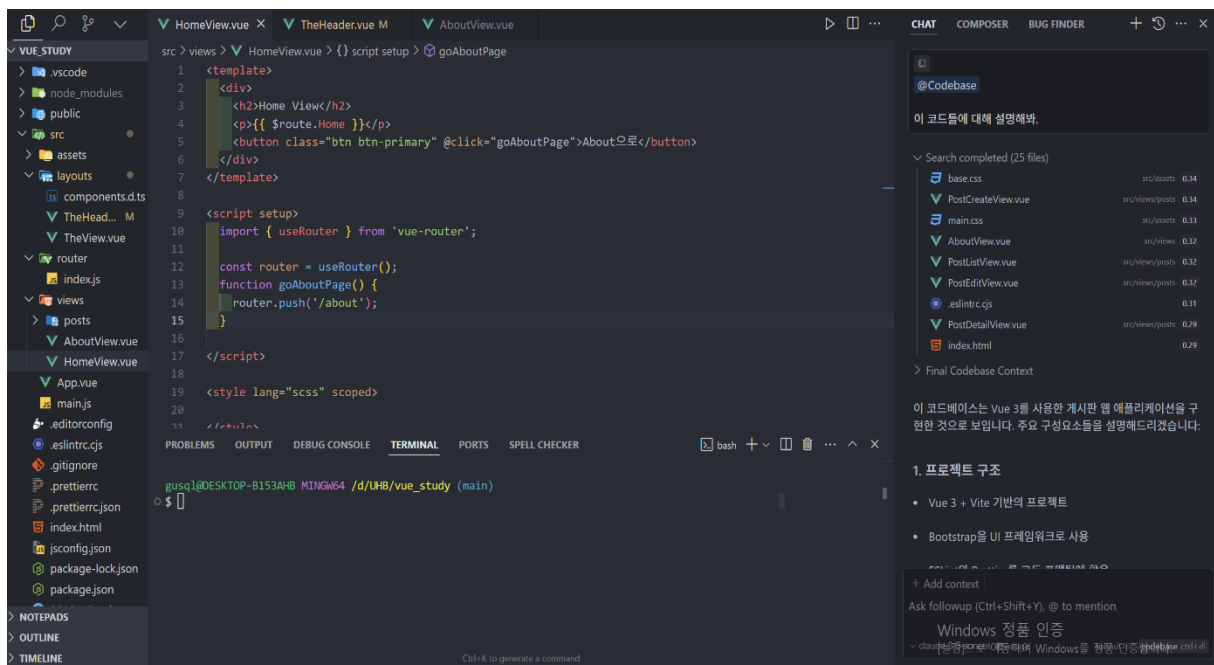 HomeView.vue
TheHeader.vue M
AboutView.vue
CHAT
COMPOSER
BUG FINDER
VUE_STUDY
.vscode
node_modules
public
src
assets
layouts
components.d.ts
TheHead... M
TheView.vue
router
index.js
views
posts
AboutView.vue
HomeView.vue
App.vue
main.js
.editorconfig
.eslintrc.cjs
.gitignore
.prettierrc
.prettierrc.json
index.html
jsconfig.json
package-lock.json
package.json
NOTEPADS
OUTLINE
TIMELINE
src > views > HomeView.vue > {} script setup > goAboutPage
1 <template>
2 <div>
3 <h2>Home View</h2>
4 <p>{{ $route.Home }}</p>
5 <button class="btn btn-primary" @click="goAboutPage">About으로</button>
6 </div>
7 </template>
8
9 <script setup>
10 import { useRouter } from 'vue-router';
11
12 const router = useRouter();
13 function goAboutPage() {
14 router.push('/about');
15 }
16
17 </script>
18
19 <style lang="scss" scoped>
20
21 </style>
PROBLEMS OUTPUT DEBUG CONSOLE TERMINAL PORTS SPELL CHECKER
bash
gusql@DESKTOP-B153AHB MINGW64 /d/UHB/vue_study (main)
$
Ctrl+K to generate a command
@Codebase
이 코드들에 대해 설명해봐.
Search completed (25 files)
base.css src/assets 0.34
PostCreateView.vue src/views/posts 0.34
main.css src/assets 0.33
AboutView.vue src/views 0.32
PostListView.vue src/views/posts 0.32
PostEditView.vue src/views/posts 0.32
.eslintrc.cjs 0.31
PostDetailView.vue src/views/posts 0.29
index.html 0.29
Final Codebase Context
이 코드베이스는 Vue 3를 사용한 게시판 웹 애플리케이션을 구
현한 것으로 보입니다. 주요 구성요소들을 설명해드리겠습니다:
1. 프로젝트 구조
• Vue 3 + Vite 기반의 프로젝트
• Bootstrap을 UI 프레임워크로 사용
+ Add context
Ask followup (Ctrl+Shift+Y), @ to mention
Windows 정품 인증